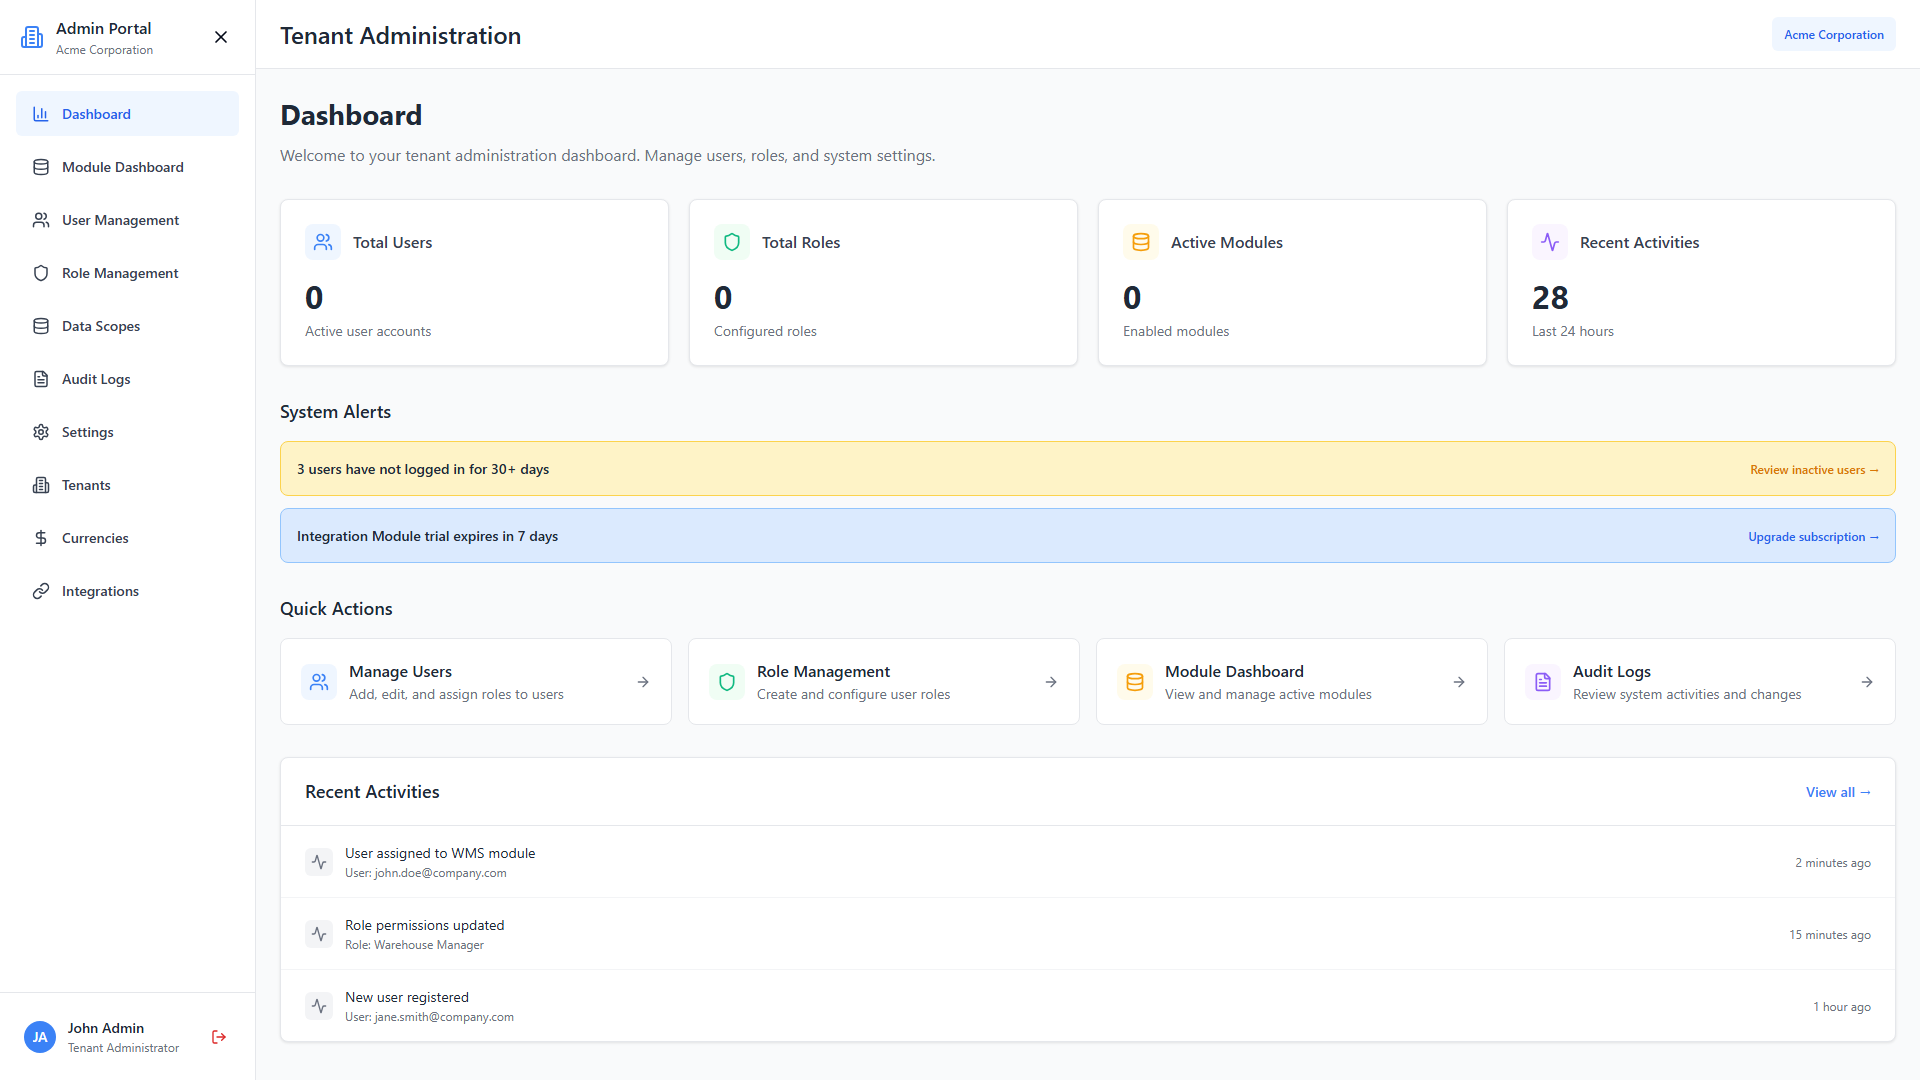 Admin Portal
Acme Corporation
Dashboard
Module Dashboard
User Management
Role Management
Data Scopes
Audit Logs
Settings
Tenants
Currencies
Integrations
JA
John Admin
Tenant Administrator
Tenant Administration
Acme Corporation
Dashboard
Welcome to your tenant administration dashboard. Manage users, roles, and system settings.
Total Users
0
Active user accounts
Total Roles
0
Configured roles
Active Modules
0
Enabled modules
Recent Activities
28
Last 24 hours
System Alerts
3 users have not logged in for 30+ days
Review inactive users →
Integration Module trial expires in 7 days
Upgrade subscription →
Quick Actions
Manage Users
Add, edit, and assign roles to users
Role Management
Create and configure user roles
Module Dashboard
View and manage active modules
Audit Logs
Review system activities and changes
Recent Activities
View all →
User assigned to WMS module
User: john.doe@company.com
2 minutes ago
Role permissions updated
Role: Warehouse Manager
15 minutes ago
New user registered
User: jane.smith@company.com
1 hour ago